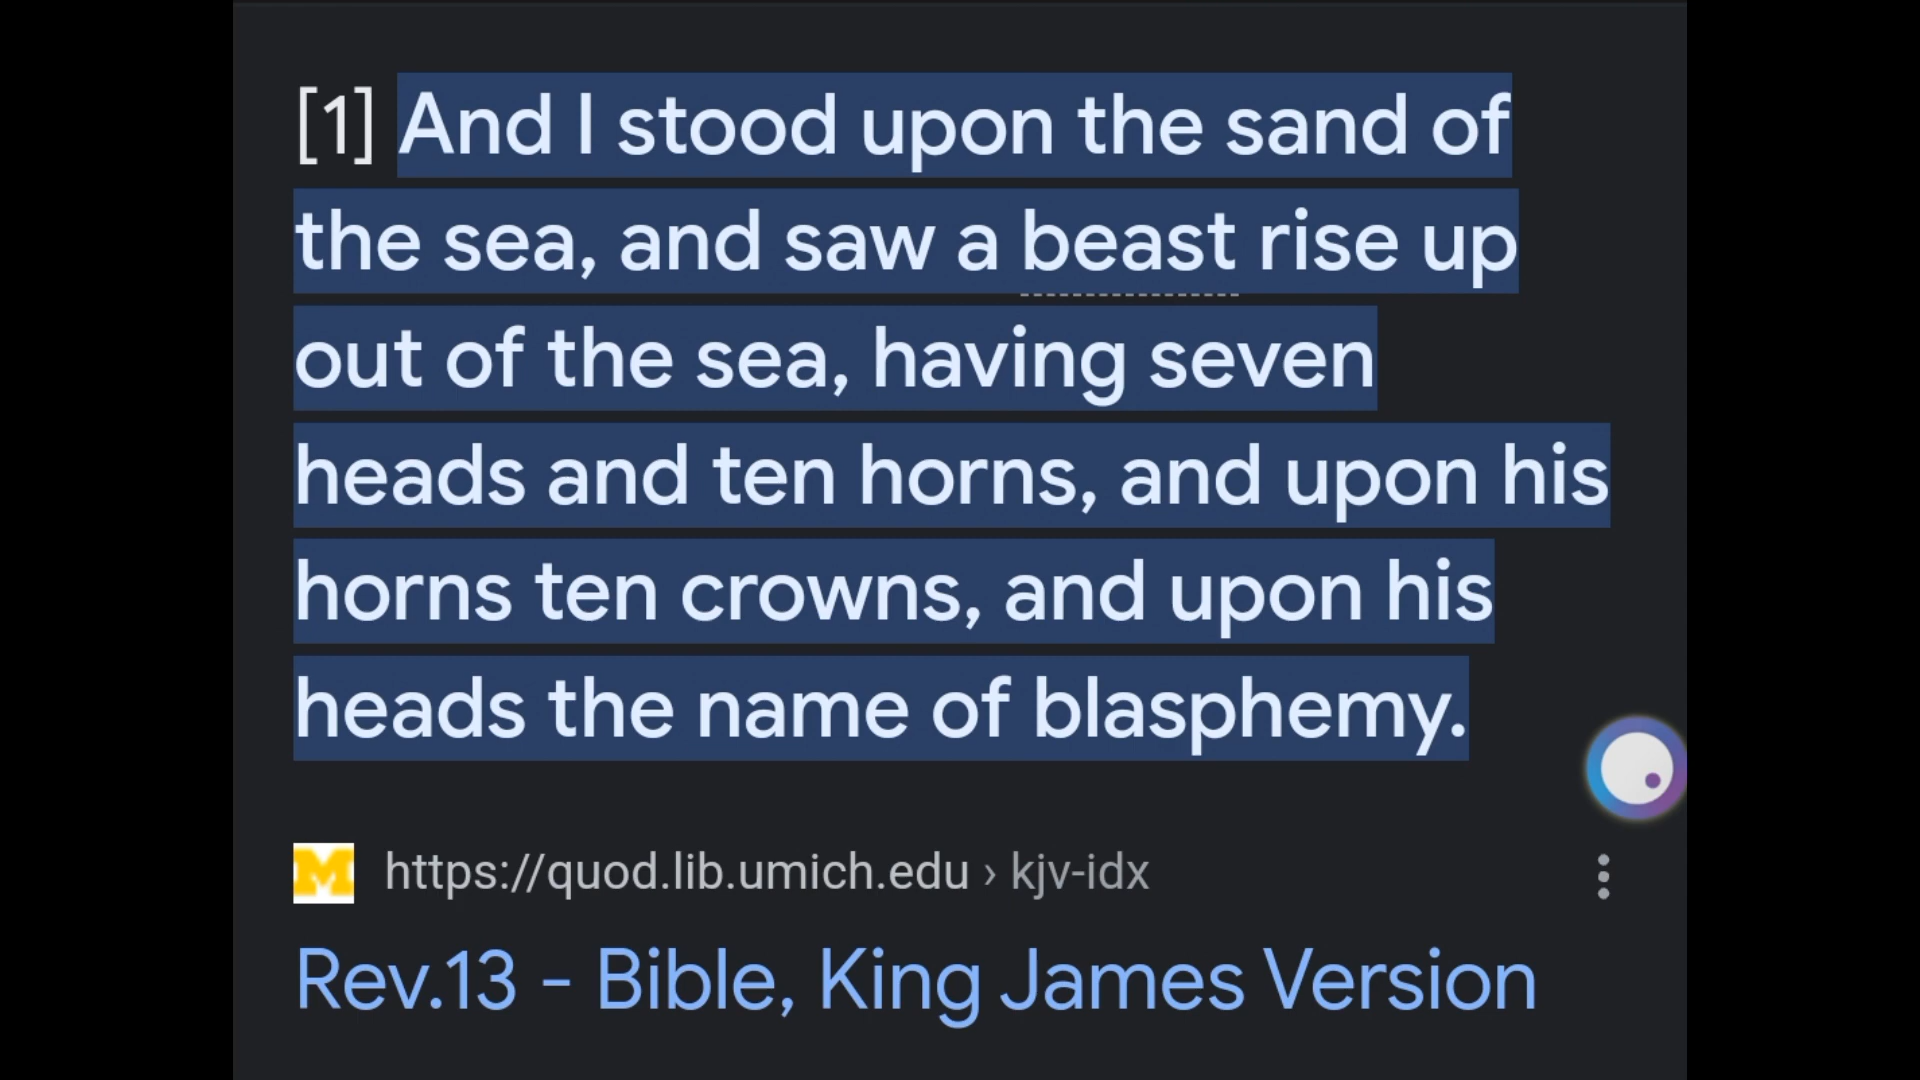 [1] And I stood upon the sand of
the sea, and saw a beast rise up
out of the sea, having seven
heads and ten horns, and upon his
horns ten crowns, and upon his
heads the name of blasphemy.
M https://quod.lib.umich.edu › kjv-idx
Rev.13 - Bible, King James Version